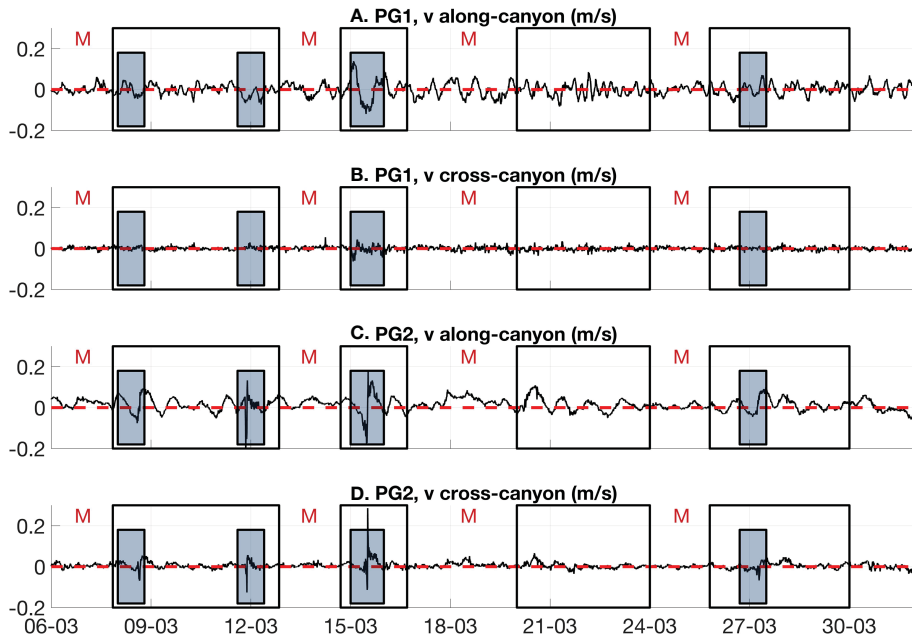 A. PG1, v along-canyon (m/s)
0.2
M
M
M
M
0
-0.2
B. PG1, v cross-canyon (m/s)
0.2
M
M
M
M
0
-0.2
C. PG2, v along-canyon (m/s)
0.2
M
M
M
M
0
-0.2
D. PG2, v cross-canyon (m/s)
0.2
M
M
M
M
0
-0.2
06-03 09-03 12-03 15-03 18-03 21-03 24-03 27-03 30-03